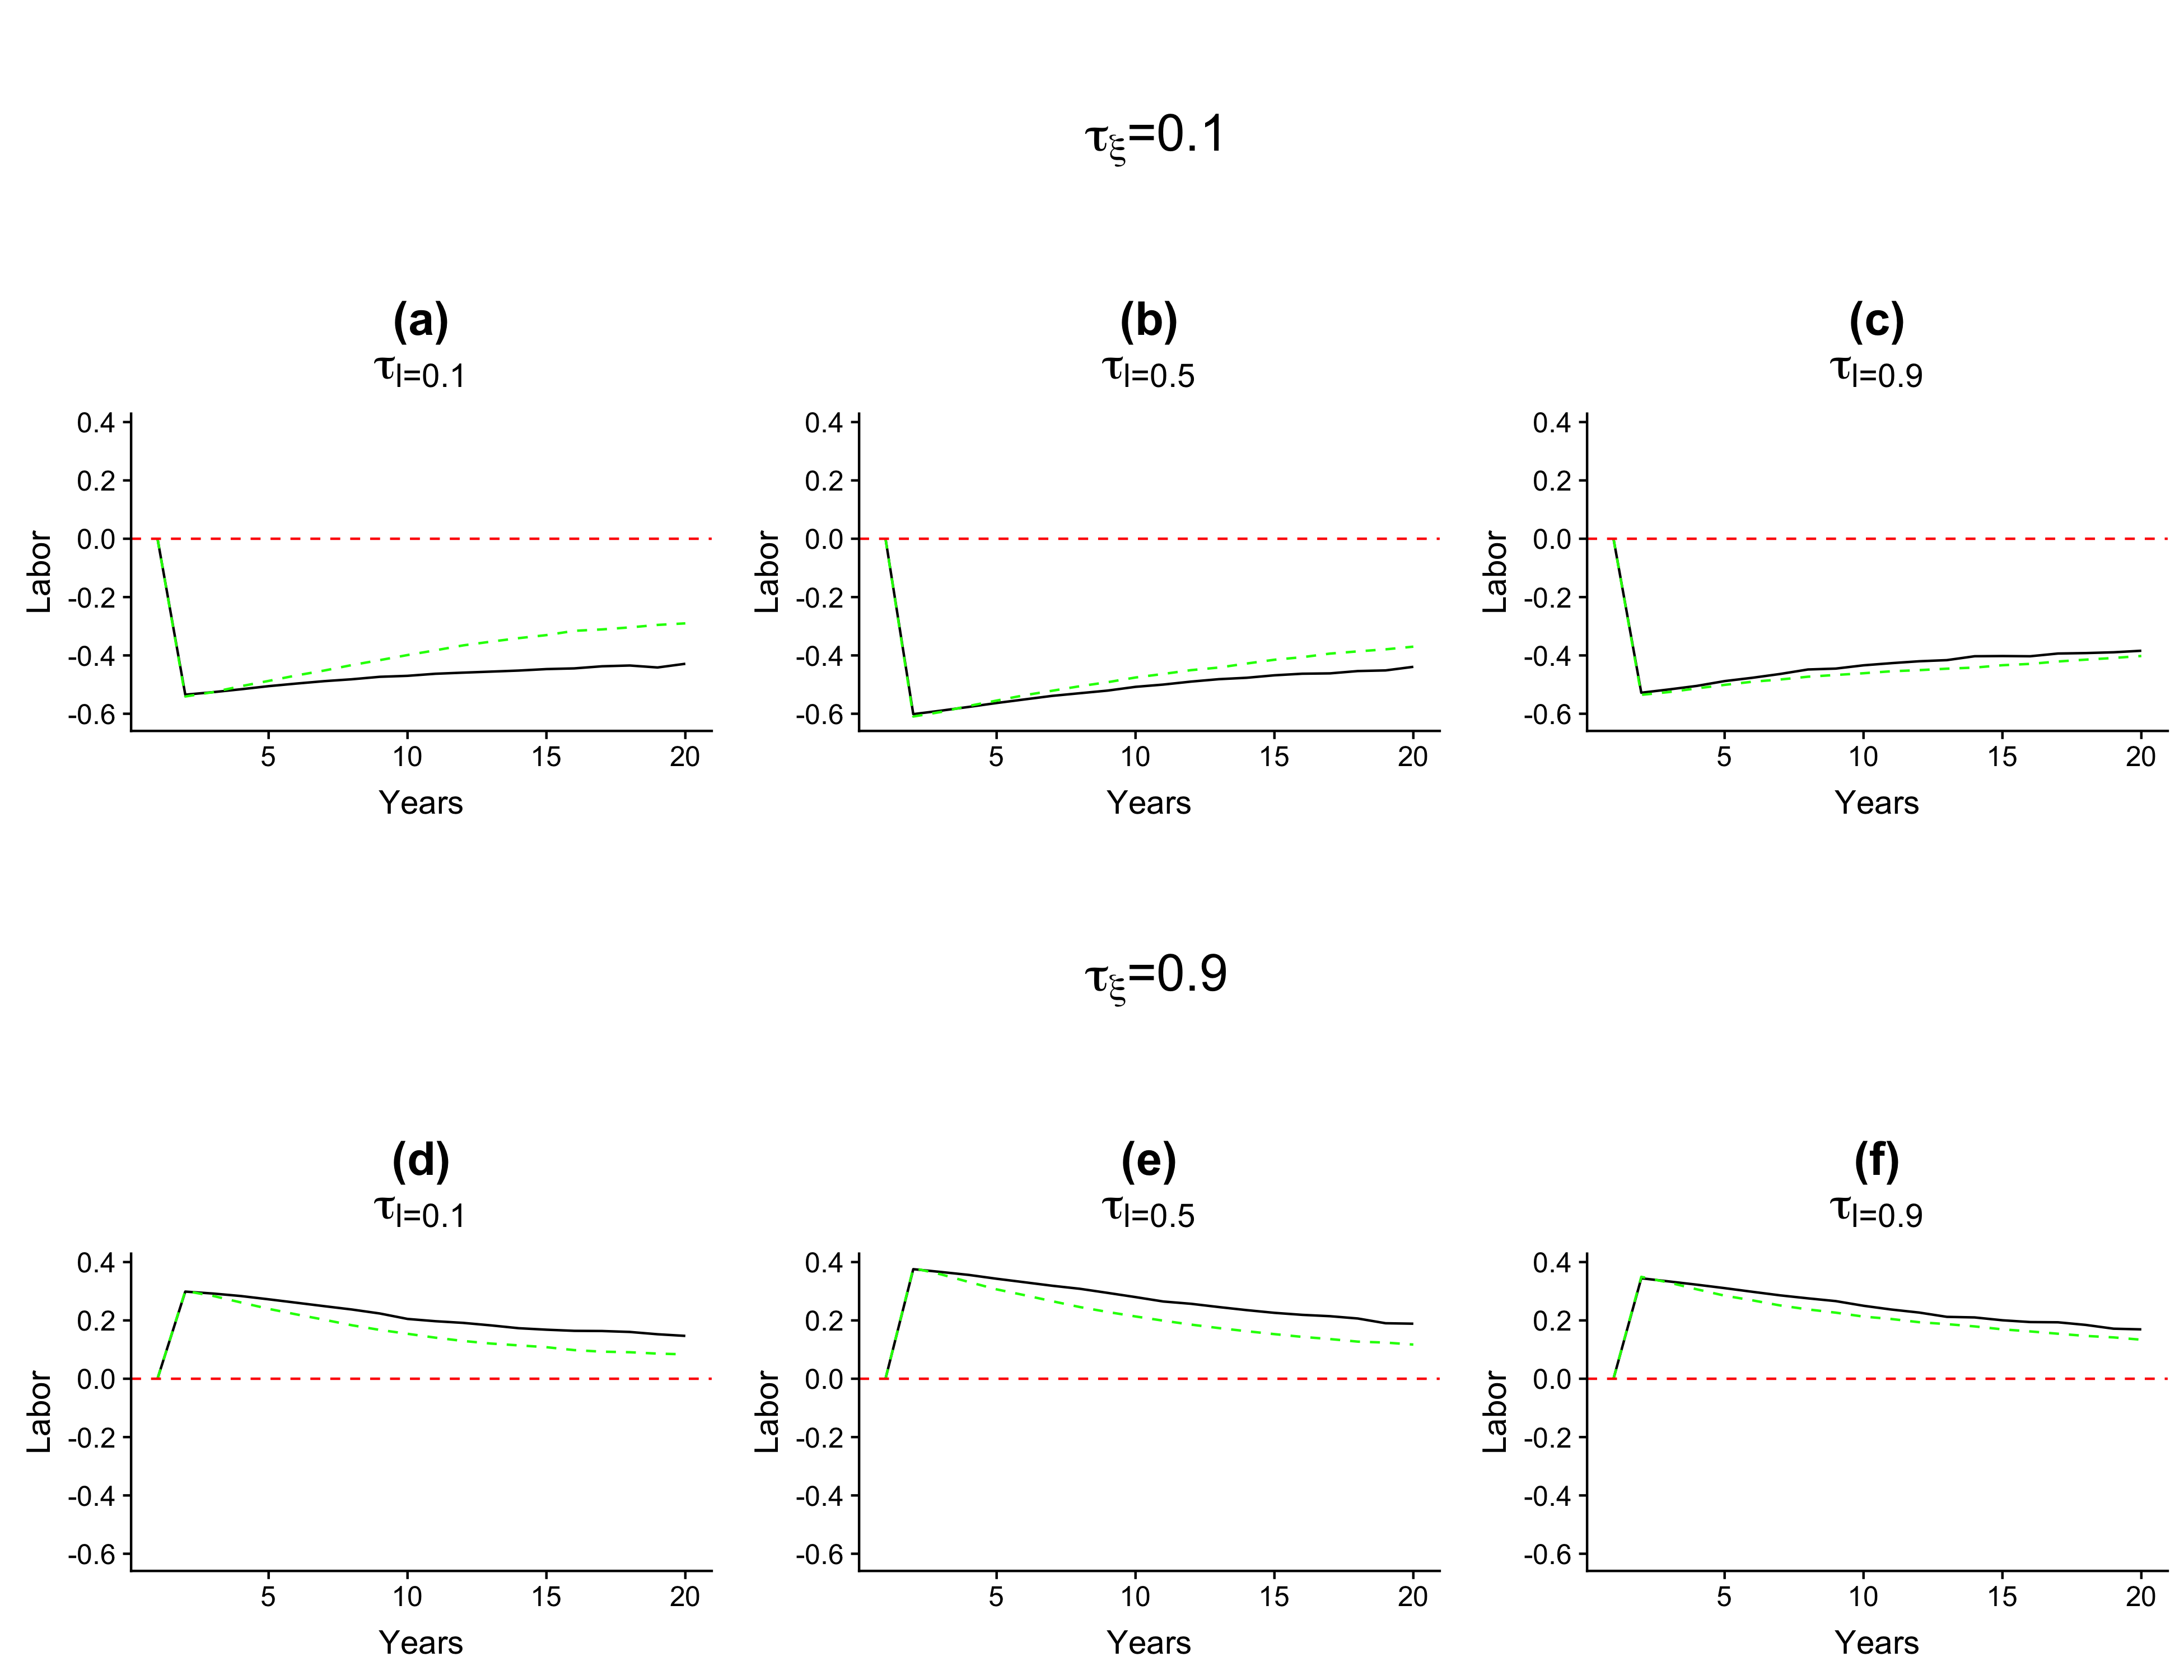 τξ=0.1
(a) (b) (c)
τl=0.1 τl=0.5 τl=0.9
0.4 0.4 0.4
0.2 0.2 0.2
0.0 0.0 0.0
-0.2 -0.2 -0.2
-0.4 -0.4 -0.4
-0.6 -0.6 -0.6
Labor Labor Labor
5 10 15 20 5 10 15 20 5 10 15 20
Years Years Years
τξ=0.9
(d) (e) (f)
τl=0.1 τl=0.5 τl=0.9
0.4 0.4 0.4
0.2 0.2 0.2
0.0 0.0 0.0
-0.2 -0.2 -0.2
-0.4 -0.4 -0.4
-0.6 -0.6 -0.6
Labor Labor Labor
5 10 15 20 5 10 15 20 5 10 15 20
Years Years Years